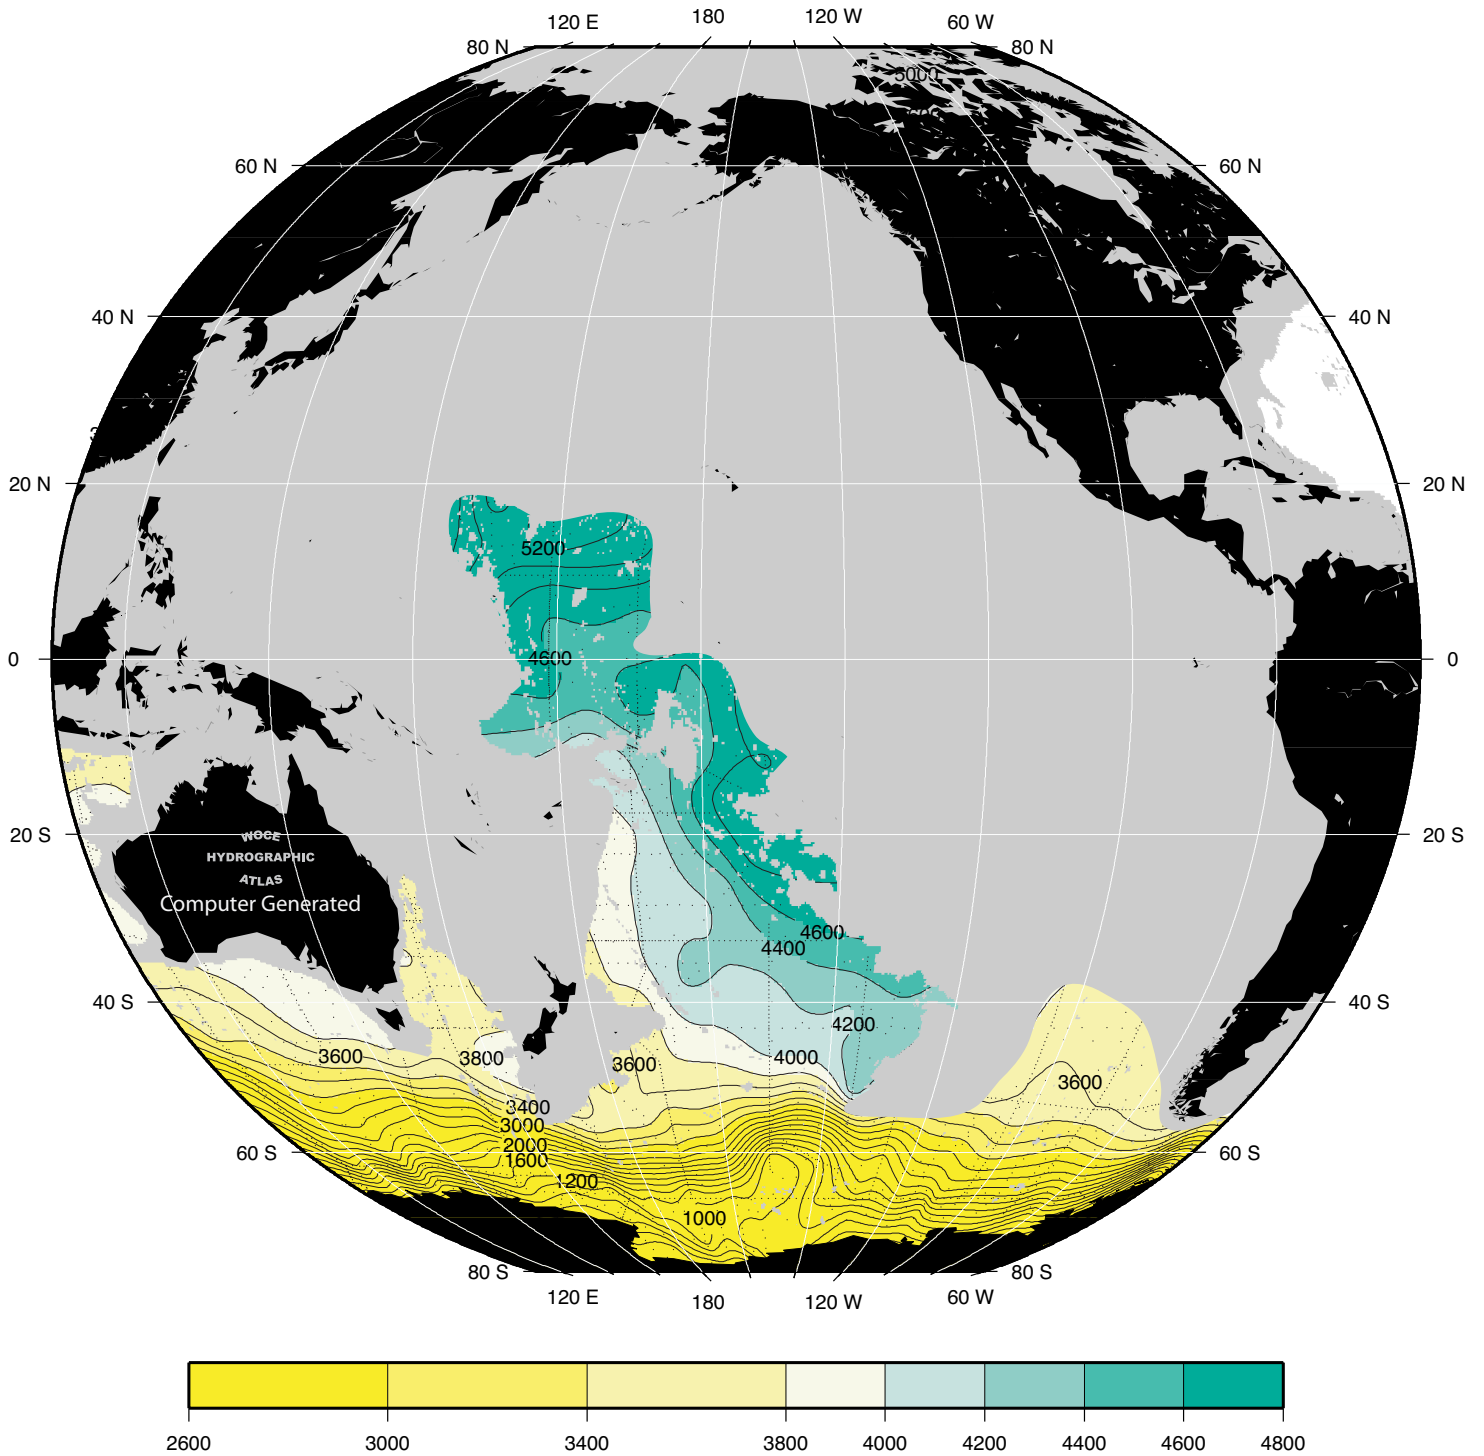 120 E 180 120 W 60 W
80 N 80 N
5000
60 N 60 N
40 N 40 N
20 N 20 N
5200
0 4600 0
20 S 20 S
WOCE
HYDROGRAPHIC
ATLAS
Computer Generated
4600
4400
40 S 40 S
4200
3600 3800 3600 4000
3600
3400
3000
2000
1600
60 S 60 S
1200
1000
80 S 80 S
120 E 180 120 W 60 W
2600 3000 3400 3800 4000 4200 4400 4600 4800